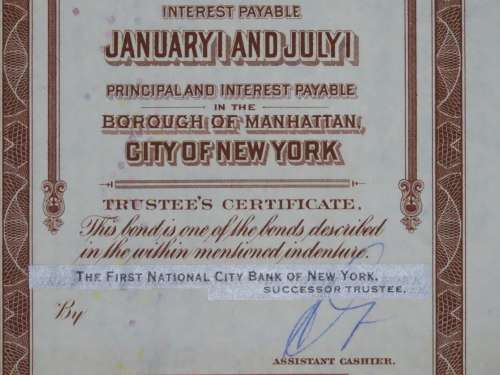 INTEREST PAYABLE
JANUARY 1 AND JULY 1
PRINCIPAL AND INTEREST PAYABLE
IN THE
BOROUGH OF MANHATTAN,
CITY OF NEW YORK
TRUSTEE'S CERTIFICATE.
This bond is one of the bonds described
in the within mentioned indenture.
THE FIRST NATIONAL CITY BANK OF NEW YORK,
SUCCESSOR TRUSTEE,
By
ASSISTANT CASHIER.